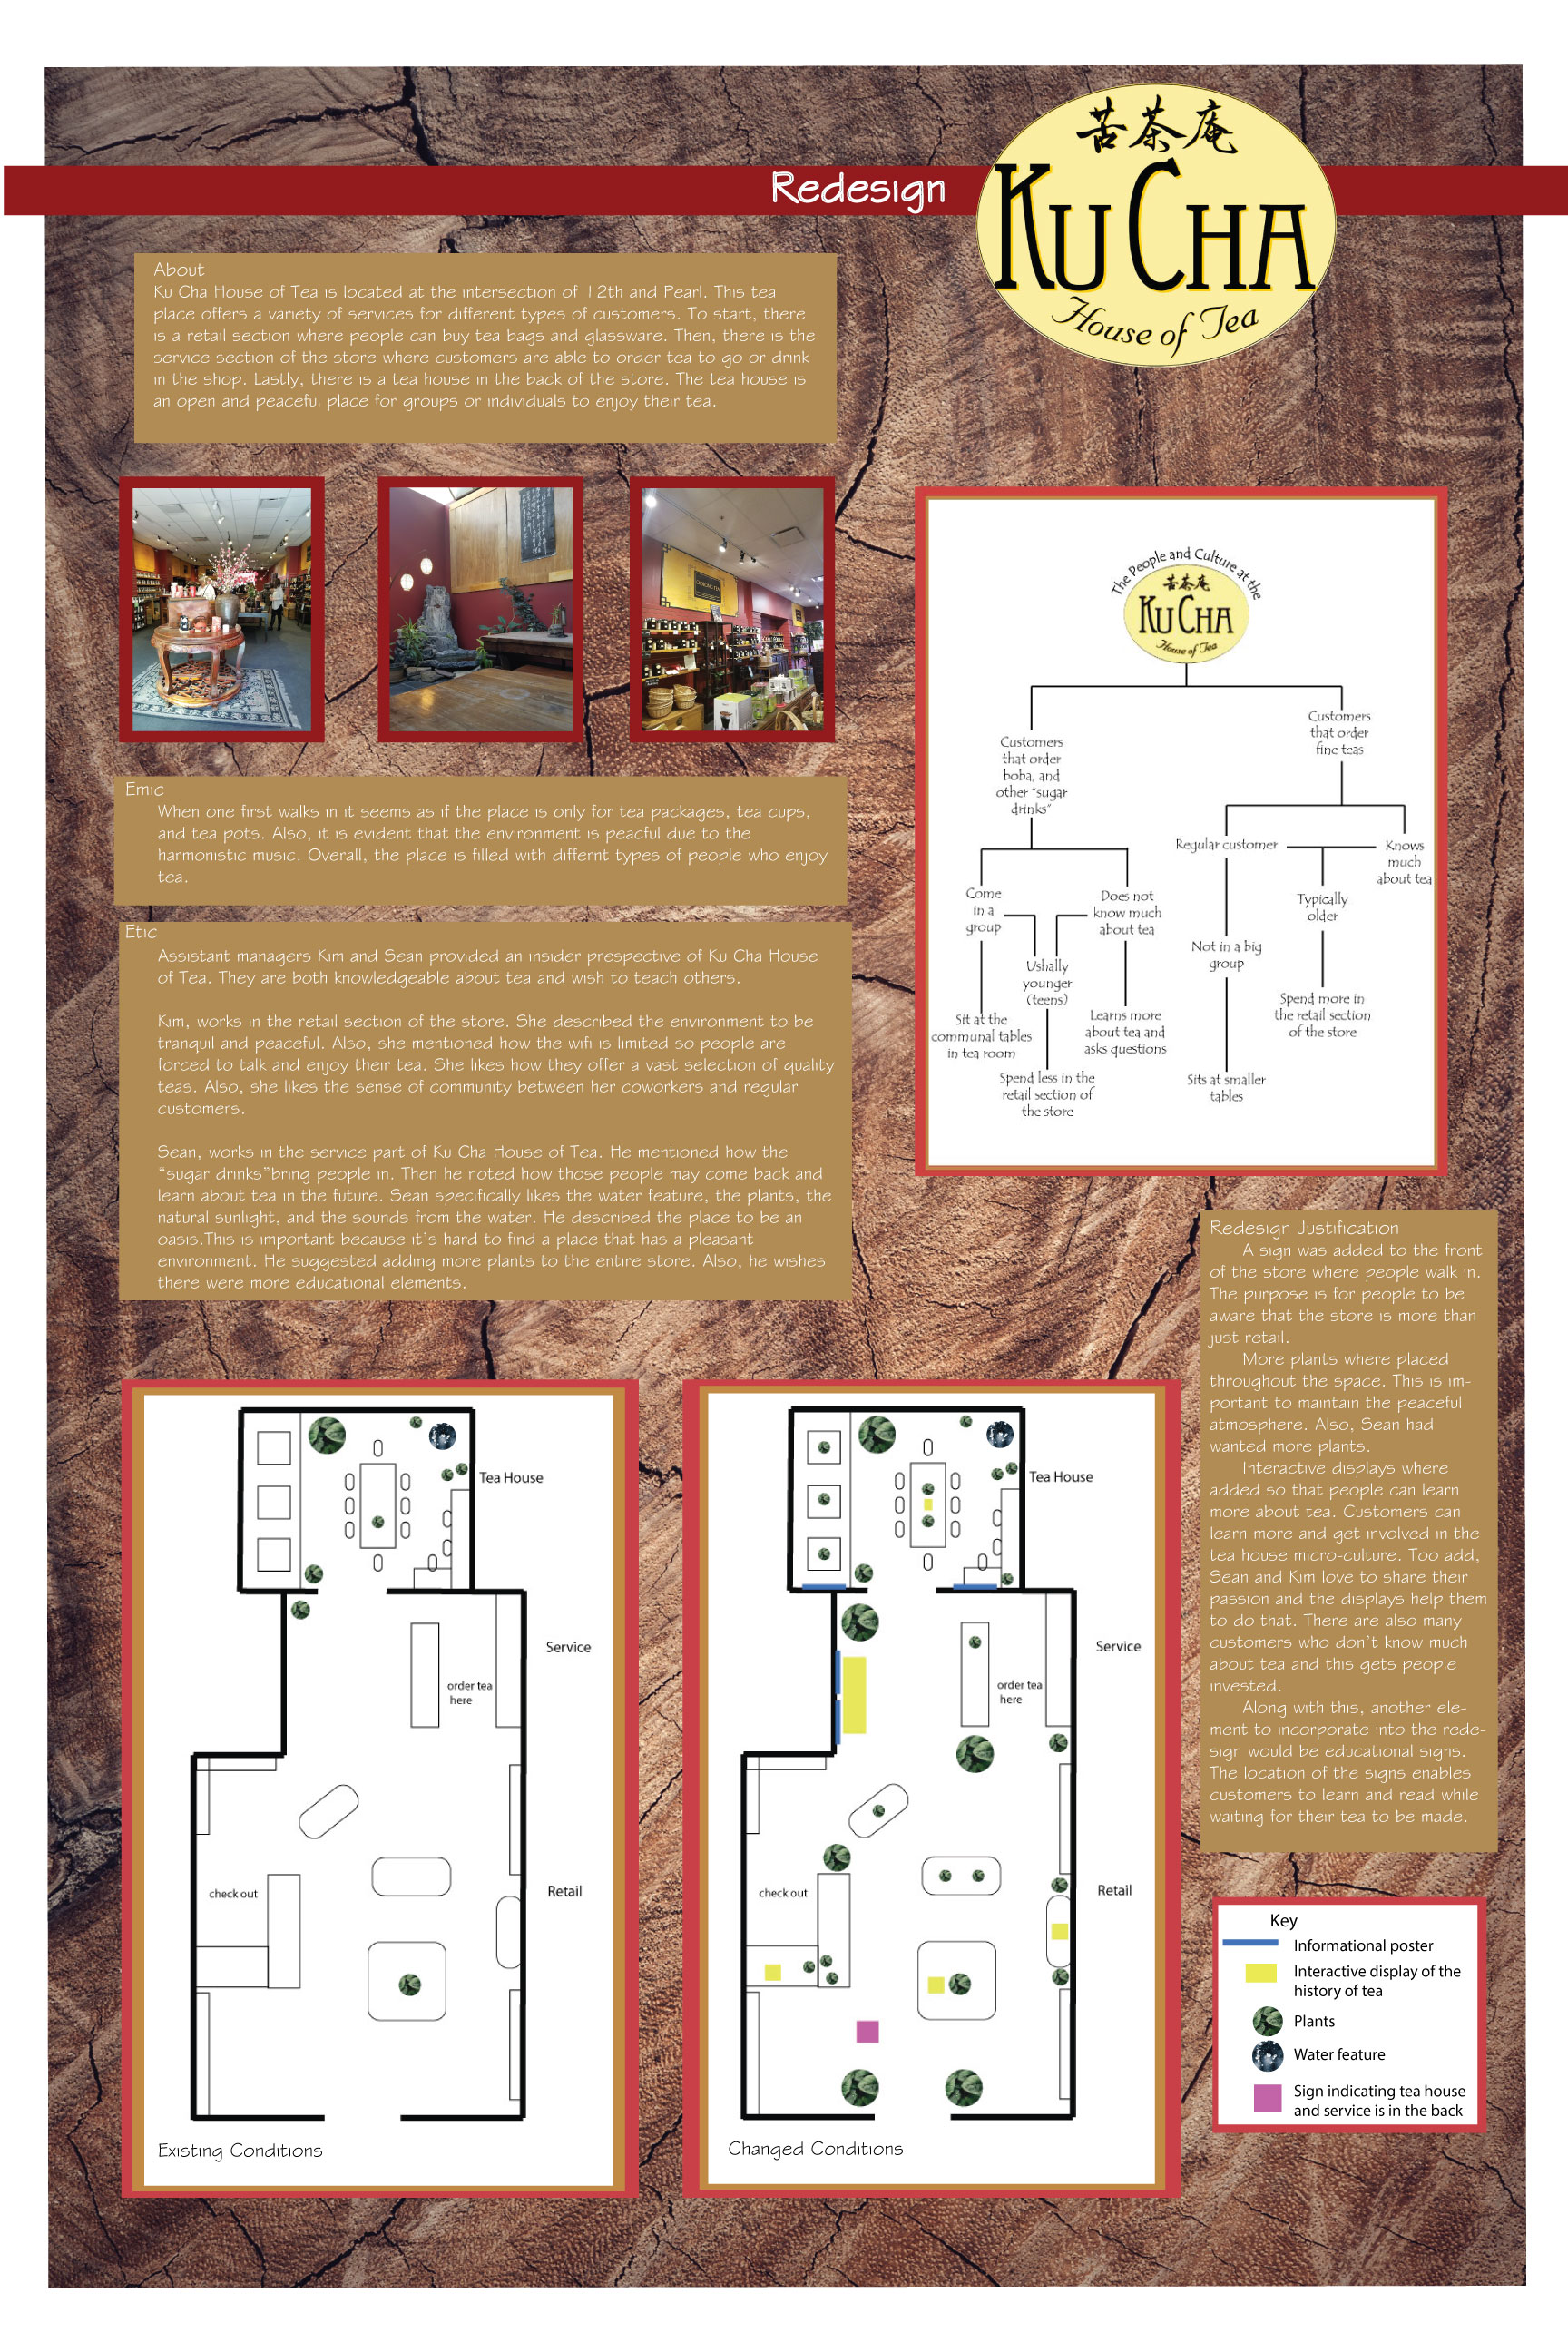 苦茶庵
Redesign
KU CHA
House of Tea
About
Ku Cha House of Tea is located at the intersection of 12th and Pearl. This tea
place offers a variety of services for different types of customers. To start, there
is a retail section where people can buy tea bags and glassware. Then, there is the
service section of the store where customers are able to order tea to go or drink
in the shop. Lastly, there is a tea house in the back of the store. The tea house is
an open and peaceful place for groups or individuals to enjoy their tea.
Emic
When one first walks in it seems as if the place is only for tea packages, tea cups,
and tea pots. Also, it is evident that the environment is peacful due to the
harmonistic music. Overall, the place is filled with differnt types of people who enjoy
tea.
Etic
Assistant managers Kim and Sean provided an insider prespective of Ku Cha House
of Tea. They are both knowledgeable about tea and wish to teach others.
Kim, works in the retail section of the store. She described the environment to be
tranquil and peaceful. Also, she mentioned how the wifi is limited so people are
forced to talk and enjoy their tea. She likes how they offer a vast selection of quality
teas. Also, she likes the sense of community between her coworkers and regular
customers.
Sean, works in the service part of Ku Cha House of Tea. He mentioned how the
“sugar drinks”bring people in. Then he noted how those people may come back and
learn about tea in the future. Sean specifically likes the water feature, the plants, the
natural sunlight, and the sounds from the water. He described the place to be an
oasis.This is important because it's hard to find a place that has a pleasant
environment. He suggested adding more plants to the entire store. Also, he wishes
there were more educational elements.
The People and Culture at the
苦茶庵
KU CHA
House of Tea
Customers
that order
boba, and
other “sugar
drinks”
Customers
that order
fine teas
Come
in a
group
Does not
know much
about tea
Ushally
younger
(teens)
Sit at the
communal tables
in tea room
Learns more
about tea and
asks questions
Spend less in the
retail section of
the store
Regular customer
Knows
much
about tea
Typically
older
Not in a big
group
Spend more in
the retail section
of the store
Sits at smaller
tables
Redesign Justification
A sign was added to the front
of the store where people walk in.
The purpose is for people to be
aware that the store is more than
just retail.
More plants where placed
throughout the space. This is im-
portant to maintain the peaceful
atmosphere. Also, Sean had
wanted more plants.
Interactive displays where
added so that people can learn
more about tea. Customers can
learn more and get involved in the
tea house micro-culture. Too add,
Sean and Kim love to share their
passion and the displays help them
to do that. There are also many
customers who don't know much
about tea and this gets people
invested.
Along with this, another ele-
ment to incorporate into the rede-
sign would be educational signs.
The location of the signs enables
customers to learn and read while
waiting for their tea to be made.
Tea House
Service
order tea
here
check out
Retail
Existing Conditions
Tea House
Service
order tea
here
check out
Retail
Changed Conditions
Key
Informational poster
Interactive display of the
history of tea
Plants
Water feature
Sign indicating tea house
and service is in the back